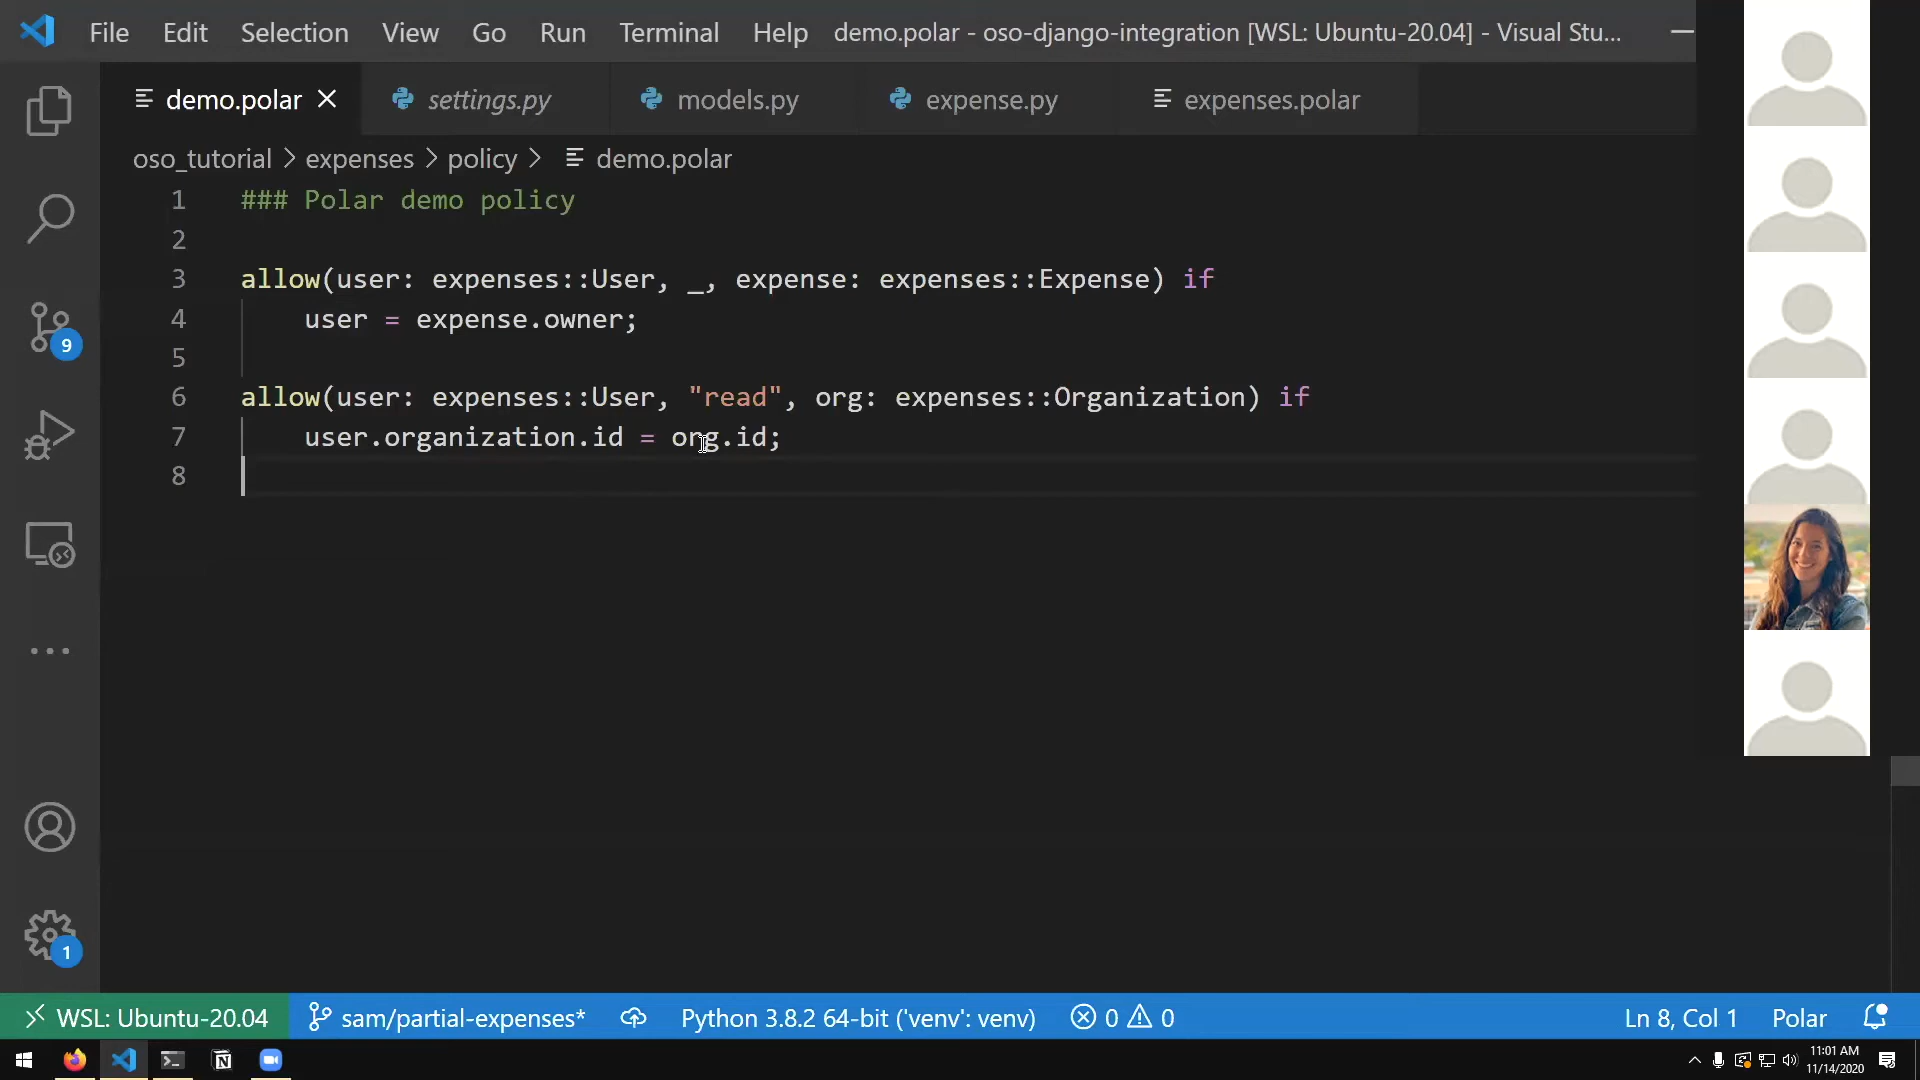 File Edit Selection View Go Run Terminal Help demo.polar - oso-django-integration [WSL: Ubuntu-20.04] - Visual Stu...
demo.polar settings.py models.py expense.py expenses.polar
oso_tutorial > expenses > policy > demo.polar
1 ### Polar demo policy
2
3 allow(user: expenses::User, _, expense: expenses::Expense) if
4 user = expense.owner;
5
6 allow(user: expenses::User, "read", org: expenses::Organization) if
7 user.organization.id = org.id;
8
9
1
WSL: Ubuntu-20.04 sam/partial-expenses* Python 3.8.2 64-bit ('venv': venv) 0 0 Ln 8, Col 1 Polar
11:01 AM
11/14/2020